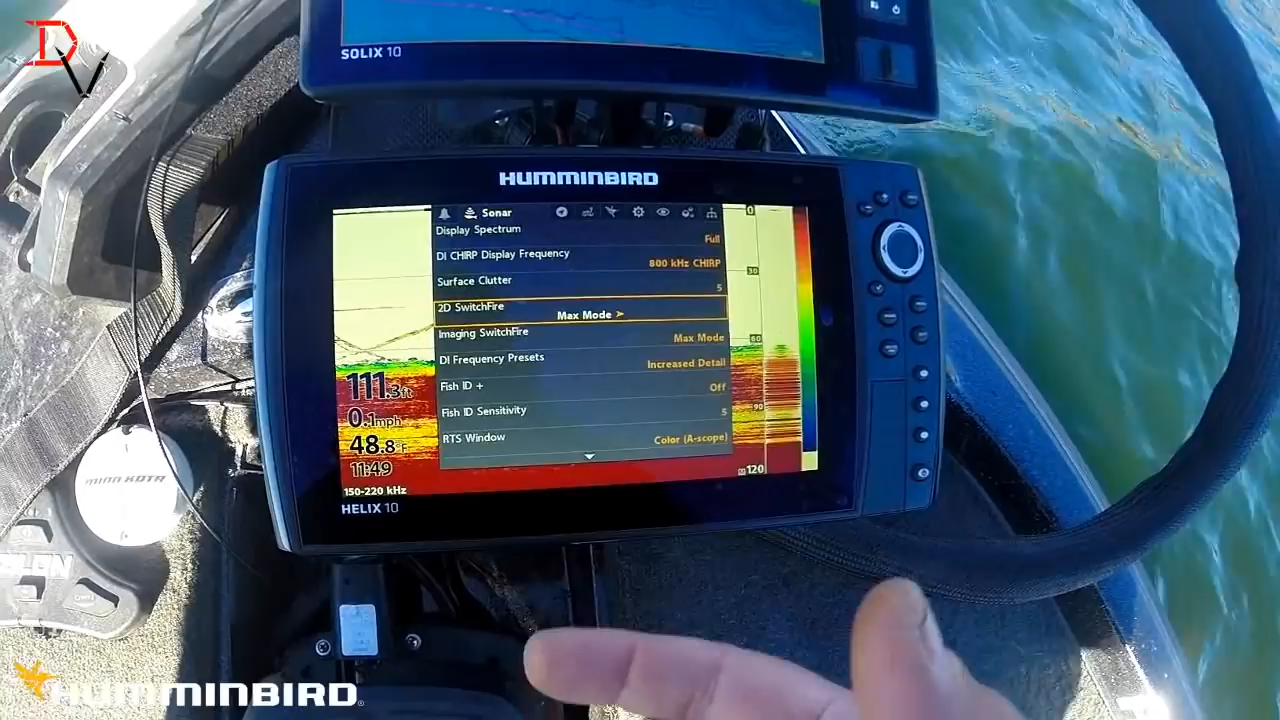 DV
SOLIX 10
HUMMINBIRD
Sonar
Display Spectrum
Full
DI CHIRP Display Frequency
800 kHz CHIRP
Surface Clutter
5
2D SwitchFire
Max Mode >
Imaging SwitchFire
Max Mode
DI Frequency Presets
Increased Detail
Fish ID +
Off
Fish ID Sensitivity
5
RTS Window
Color (A-scope)
0
30
60
90
120
111.3ft
0.1mph
48.8 F
11:49
150-220 kHz
HELIX 10
MINN KOTA
HUMMINBIRD®